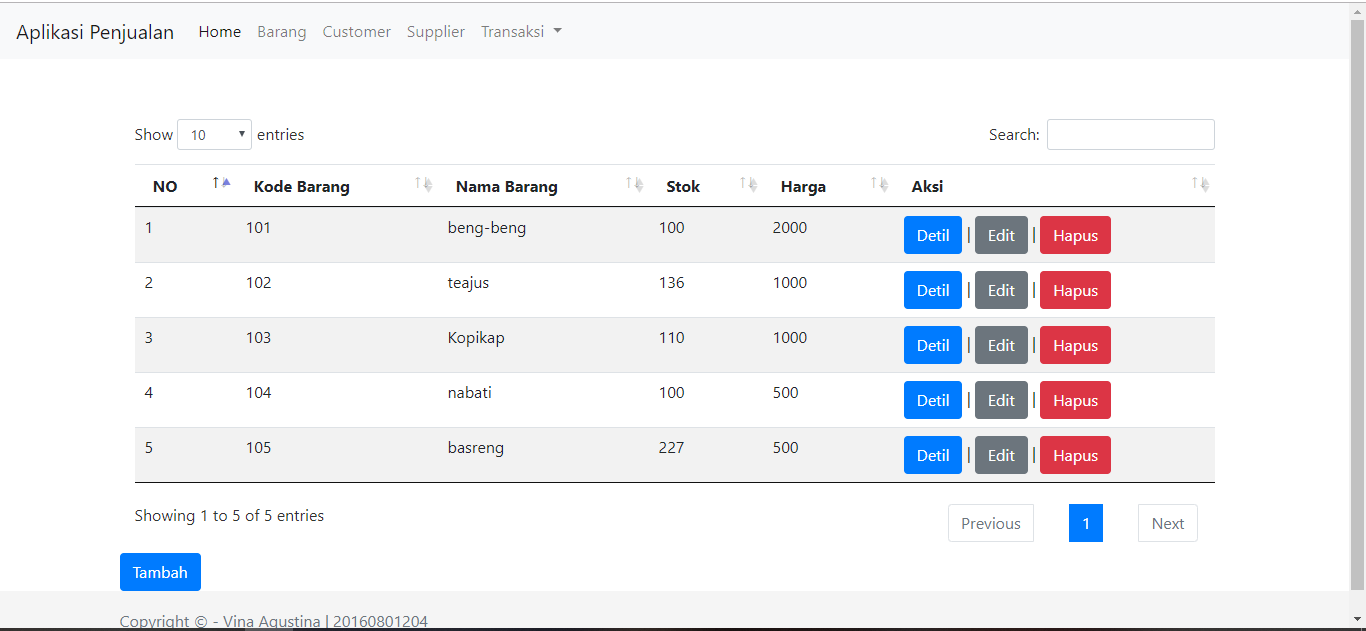 Aplikasi Penjualan Home Barang Customer Supplier Transaksi
Show 10 entries Search:
NO Kode Barang Nama Barang Stok Harga Aksi
1 101 beng-beng 100 2000 Detil | Edit | Hapus
2 102 teajus 136 1000 Detil | Edit | Hapus
3 103 Kopikap 110 1000 Detil | Edit | Hapus
4 104 nabati 100 500 Detil | Edit | Hapus
5 105 basreng 227 500 Detil | Edit | Hapus
Showing 1 to 5 of 5 entries Previous 1 Next
Tambah
Copyright © - Vina Agustina | 20160801204